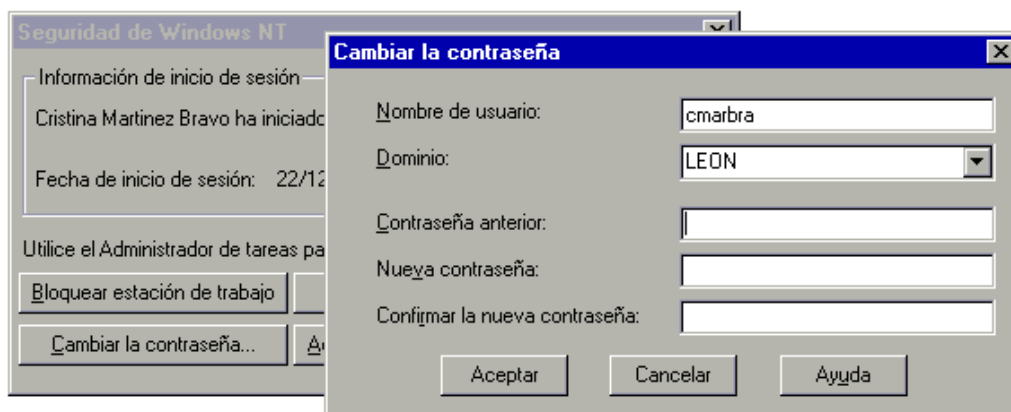 Seguridad de Windows NT
Información de inicio de sesión
Cristina Martinez Bravo ha iniciado
Fecha de inicio de sesión: 22/12
Utilice el Administrador de tareas pa
Bloquear estación de trabajo
Cambiar la contraseña...
Cambiar la contraseña
Nombre de usuario: cmarbra
Dominio: LEON
Contraseña anterior:
Nueva contraseña:
Confirmar la nueva contraseña:
Aceptar Cancelar Ayuda